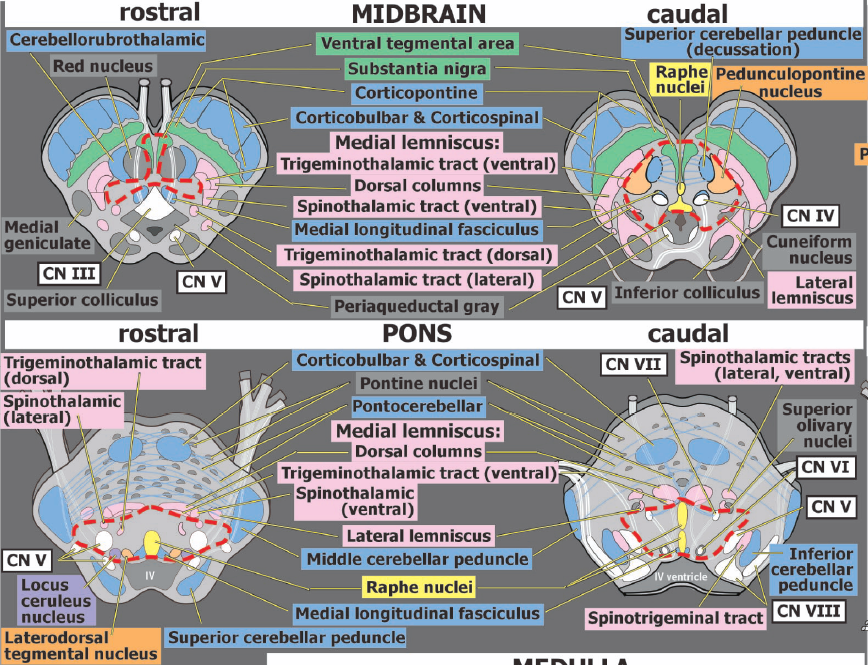 rostral
MIDBRAIN
caudal
Cerebellorubrothalamic
Red nucleus
Ventral tegmental area
Substantia nigra
Corticopontine
Corticobulbar & Corticospinal
Medial lemniscus:
Trigeminothalamic tract (ventral)
Dorsal columns
Spinothalamic tract (ventral)
Medial longitudinal fasciculus
Trigeminothalamic tract (dorsal)
Spinothalamic tract (lateral)
Periaqueductal gray
Superior cerebellar peduncle
(decussation)
Raphe
nuclei
Pedunculopontine
nucleus
P
Medial
geniculate
CN III
CN V
Superior colliculus
CN IV
Cuneiform
nucleus
CN V
Inferior colliculus
Lateral
lemniscus
rostral
PONS
caudal
Trigeminothalamic tract
(dorsal)
Spinothalamic
(lateral)
Corticobulbar & Corticospinal
Pontine nuclei
Pontocerebellar
Medial lemniscus:
Dorsal columns
Trigeminothalamic tract (ventral)
Spinothalamic
(ventral)
Lateral lemniscus
Middle cerebellar peduncle
Raphe nuclei
Medial longitudinal fasciculus
CN VII
Spinothalamic tracts
(lateral, ventral)
Superior
olivary
nuclei
CN VI
CN V
Inferior
cerebellar
peduncle
CN VIII
Spinotrigeminal tract
IV ventricle
CN V
IV
Locus
ceruleus
nucleus
Laterodorsal
tegmental nucleus
Superior cerebellar peduncle
MEDULLA